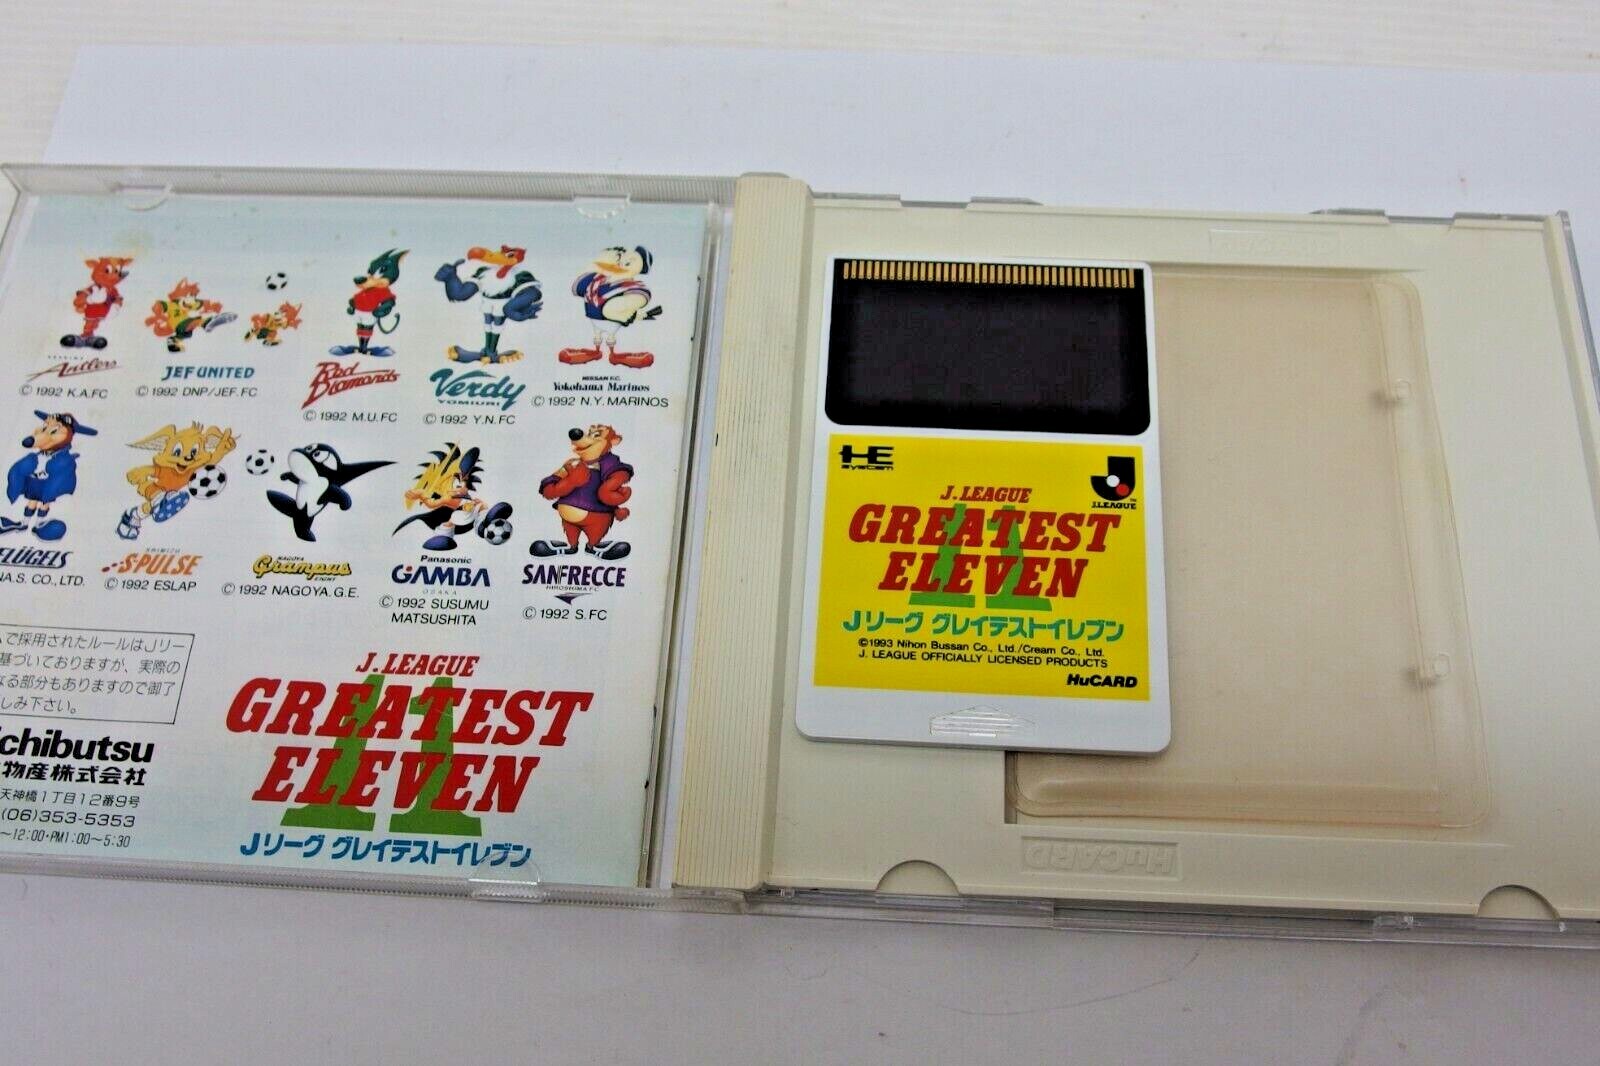 Antlers
© 1992 K.A.FC
JEF UNITED
© 1992 DNP/JEF. FC
Red
Diamonds
© 1992 M.U.FC
Verdy
YOMIURI
© 1992 Y.N.FC
NISSAN F.C.
Yokohama Marinos
© 1992 N.Y. MARINOS
FLÜGELS
A.S. CO., LTD.
SHIMIZU
S-PULSE
© 1992 ESLAP
NAGOYA
Grampus
EIGHT
© 1992 NAGOYA. G.E.
Panasonic
GAMBA
OSAKA
© 1992 SUSUMU
MATSUSHITA
SANFRECCE
HIROSHIMA FC
© 1992 S. FC
で採用されたルールはJリー
基づいておりますが、実際の
なる部分もありますので御了
しみ下さい。
chibutsu
物産株式会社
天神橋1丁目12番9号
(06)353-5353
〜12:00・PM1:00〜5:30
J. LEAGUE
GREATEST
ELEVEN
11
Jリーグ グレイテストイレブン
HE
system
J.LEAGUE
TM
J. LEAGUE
GREATEST
ELEVEN
11
Jリーグ グレイテストイレブン
©1993 Nihon Bussan Co., Ltd./Cream Co., Ltd.
J. LEAGUE OFFICIALLY LICENSED PRODUCTS
HuCARD
HuCARD